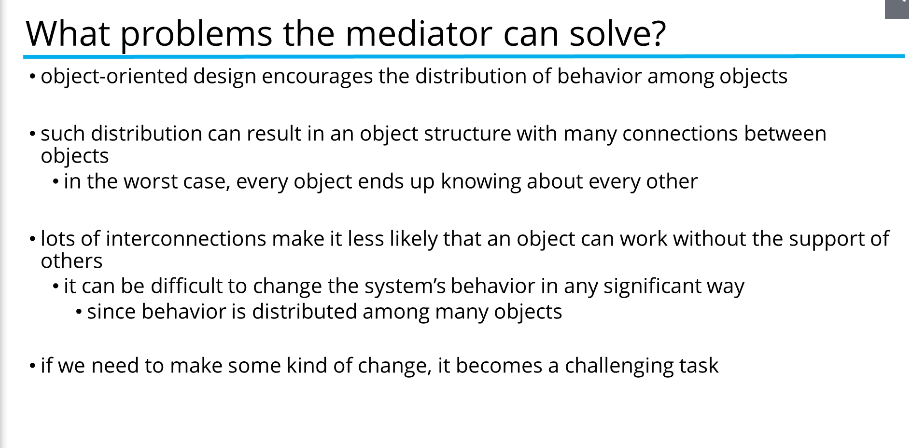 What problems the mediator can solve?
• object-oriented design encourages the distribution of behavior among objects
• such distribution can result in an object structure with many connections between
objects
• in the worst case, every object ends up knowing about every other
• lots of interconnections make it less likely that an object can work without the support of
others
• it can be difficult to change the system’s behavior in any significant way
• since behavior is distributed among many objects
• if we need to make some kind of change, it becomes a challenging task